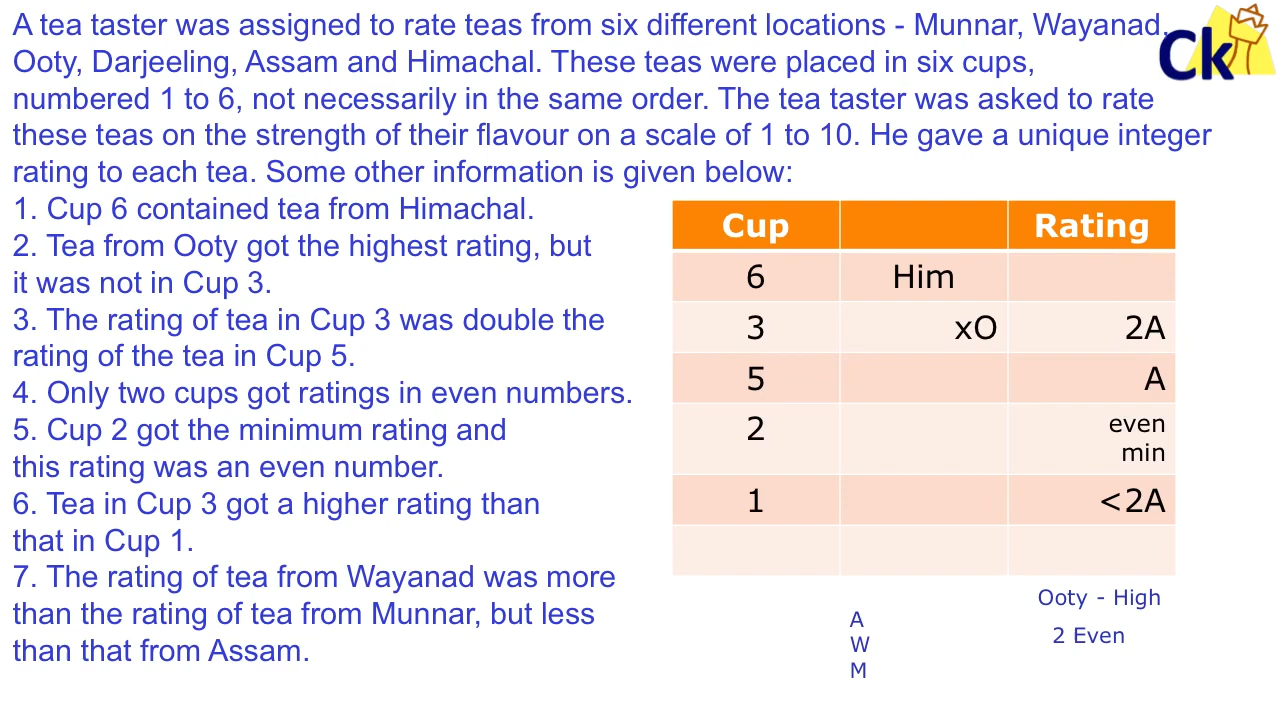 A tea taster was assigned to rate teas from six different locations - Munnar, Wayanad,
Ooty, Darjeeling, Assam and Himachal. These teas were placed in six cups,
numbered 1 to 6, not necessarily in the same order. The tea taster was asked to rate
these teas on the strength of their flavour on a scale of 1 to 10. He gave a unique integer
rating to each tea. Some other information is given below:
1. Cup 6 contained tea from Himachal.
2. Tea from Ooty got the highest rating, but
it was not in Cup 3.
3. The rating of tea in Cup 3 was double the
rating of the tea in Cup 5.
4. Only two cups got ratings in even numbers.
5. Cup 2 got the minimum rating and
this rating was an even number.
6. Tea in Cup 3 got a higher rating than
that in Cup 1.
7. The rating of tea from Wayanad was more
than the rating of tea from Munnar, but less
than that from Assam.
Ck
Cup Rating
6 Him
3 xO 2A
5 A
2 even
min
1 <2A
Ooty - High
2 Even
A
W
M